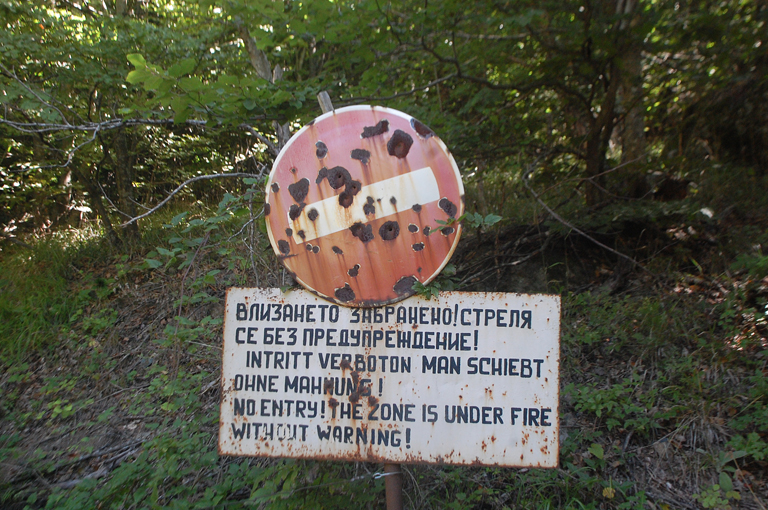 ВЛИЗАНЕТО ЗАБРАНЕНО! СТРЕЛЯ
СЕ БЕЗ ПРЕДУПРЕЖДЕНИЕ!
INTRITT VERBOTON MAN SCHIEBT
OHNE MAHNUNG!
NO ENTRY! THE ZONE IS UNDER FIRE
WITHOUT WARNING!